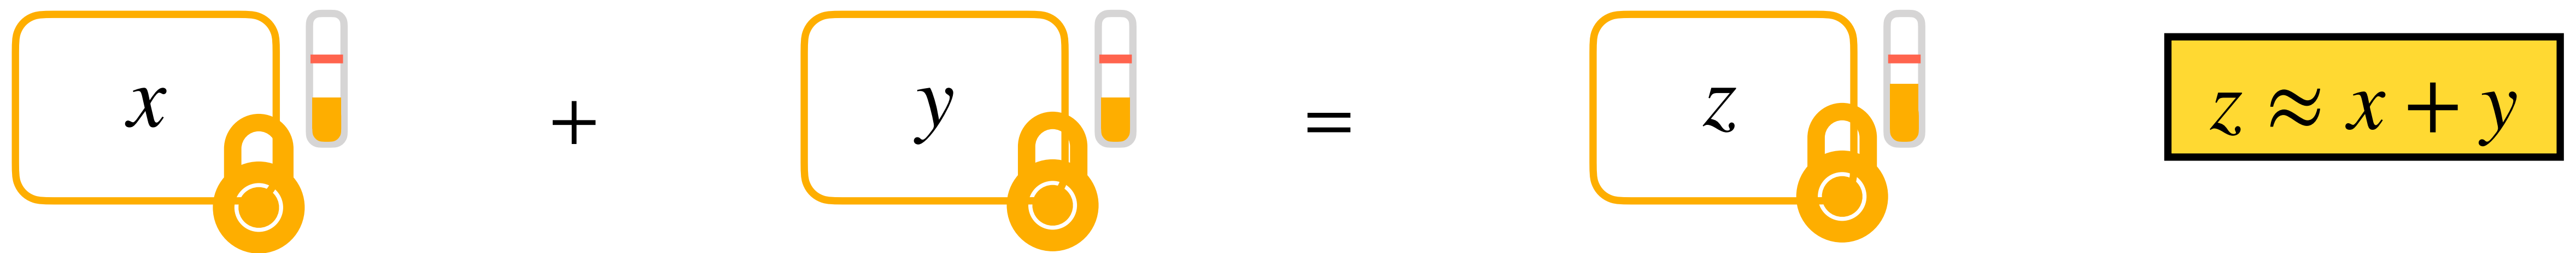 x + y = z z ≈ x + y